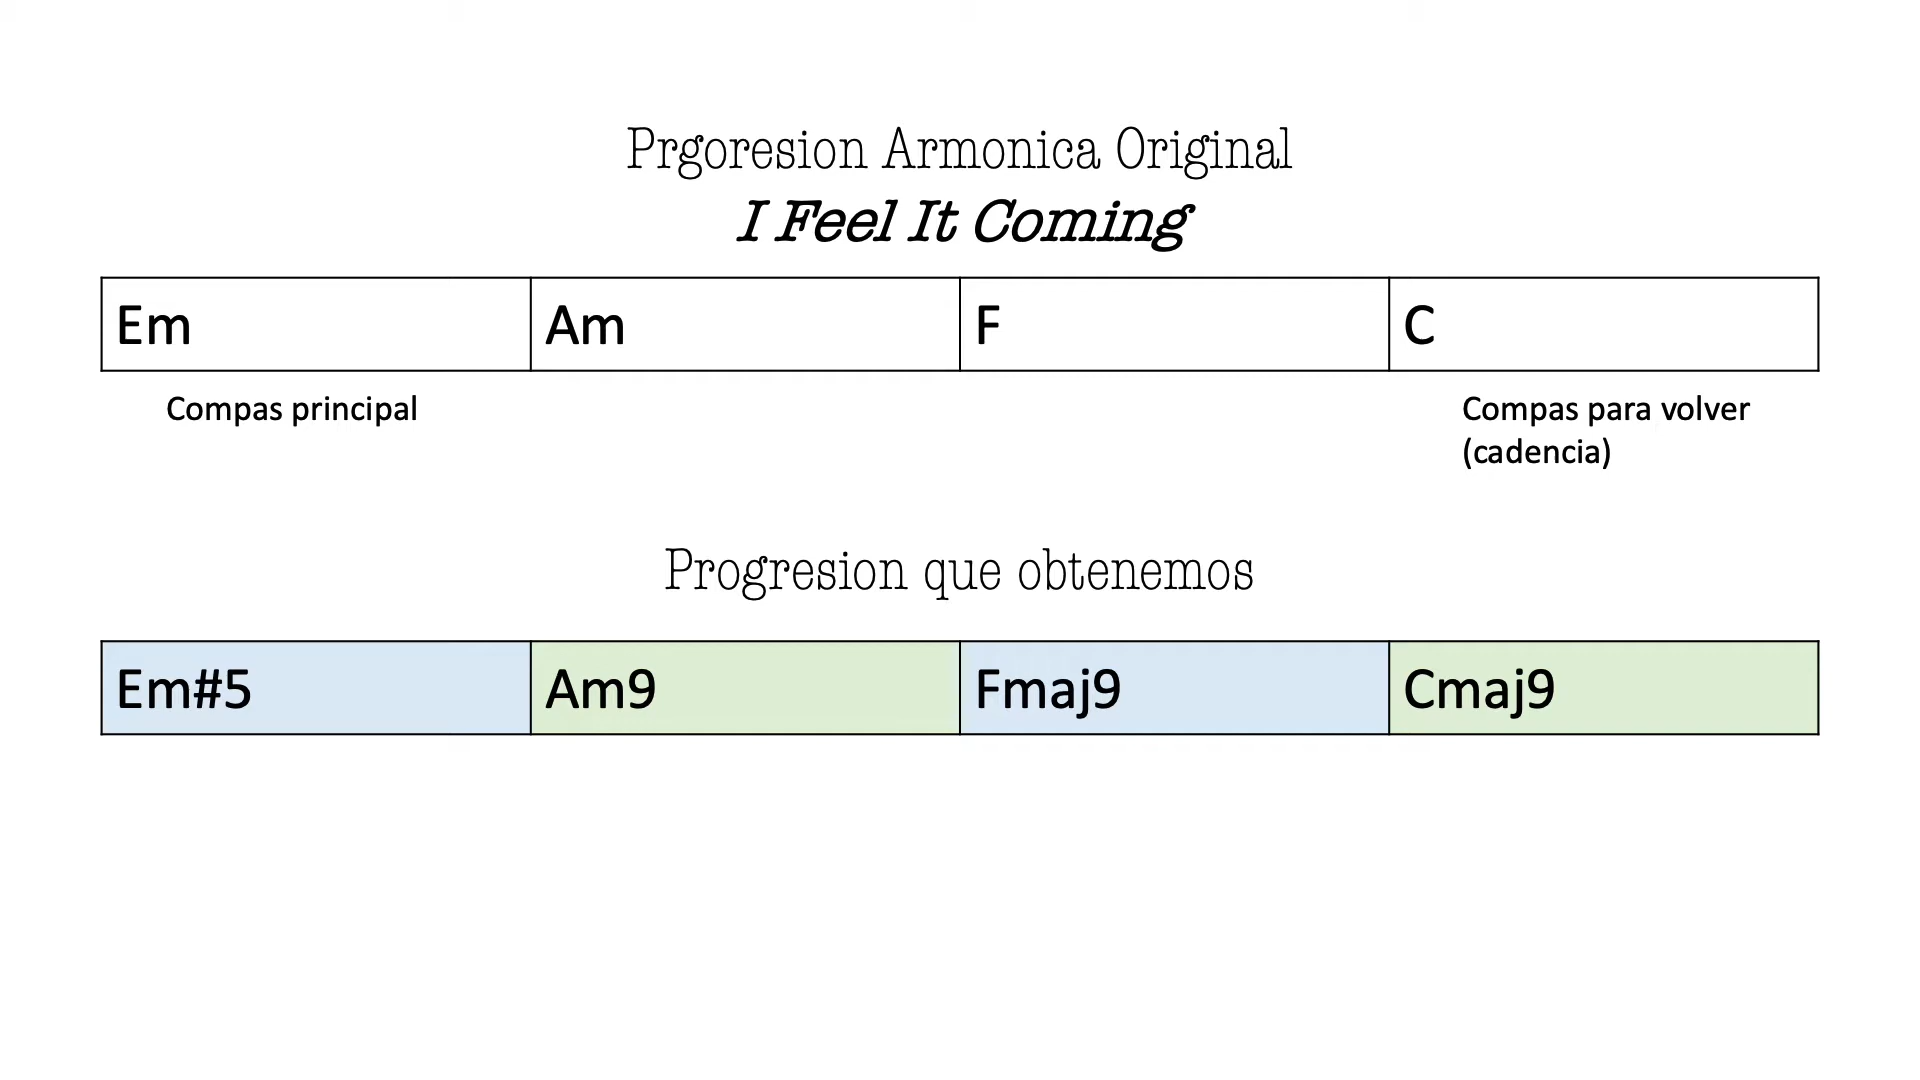 Prgoresion Armonica Original
I Feel It Coming
Em Am F C
Compas principal
Compas para volver
(cadencia)
Progresion que obtenemos
Em#5 Am9 Fmaj9 Cmaj9